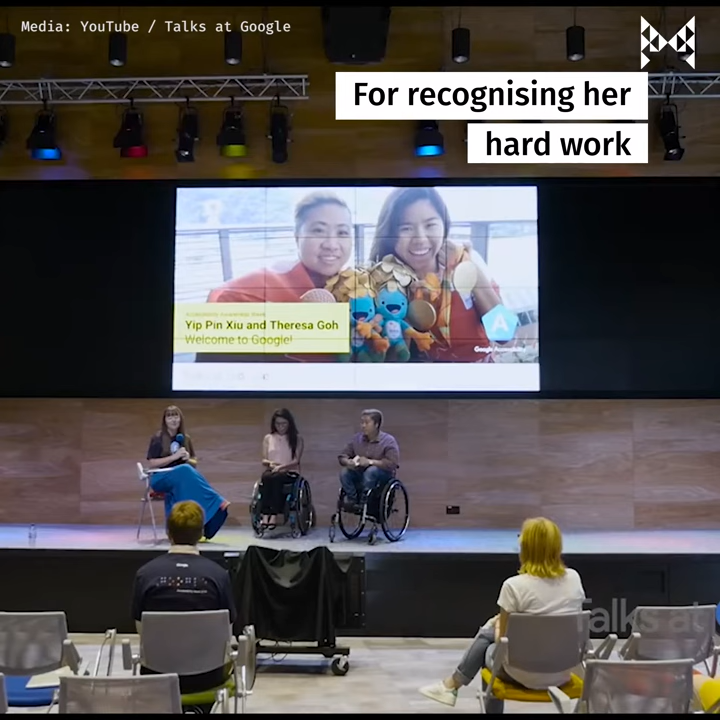 Media: YouTube / Talks at Google
For recognising her
hard work
Yip Pin Xiu and Theresa Goh
Welcome to Google!
A
Talks at